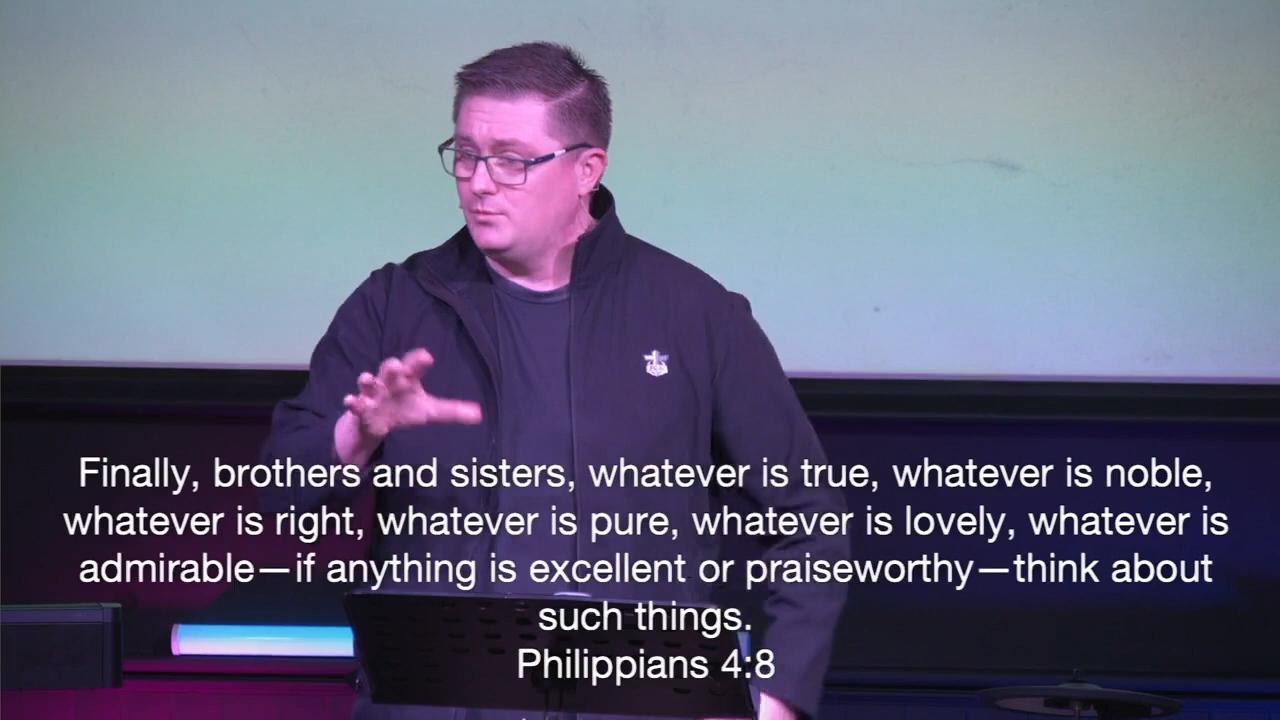 Finally, brothers and sisters, whatever is true, whatever is noble,
whatever is right, whatever is pure, whatever is lovely, whatever is
admirable—if anything is excellent or praiseworthy—think about
such things.
Philippians 4:8